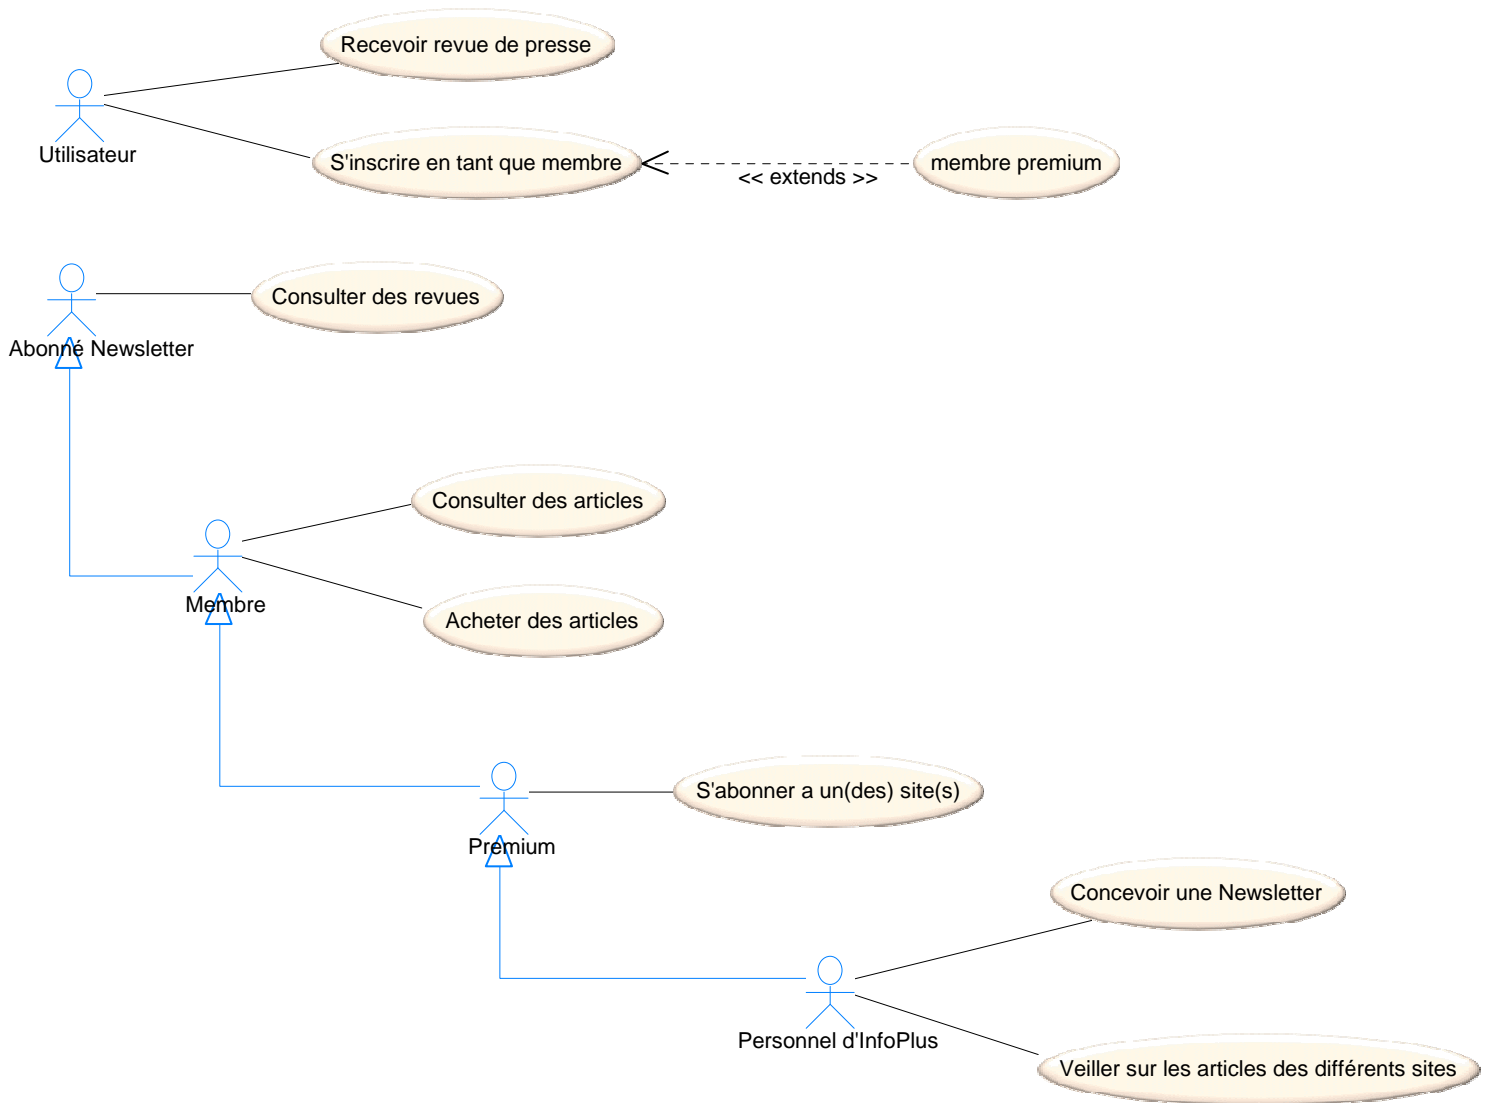 Recevoir revue de presse
Utilisateur
S'inscrire en tant que membre
<< extends >>
membre premium
Consulter des revues
Abonné Newsletter
Consulter des articles
Membre
Acheter des articles
S'abonner a un(des) site(s)
Premium
Concevoir une Newsletter
Personnel d'InfoPlus
Veiller sur les articles des différents sites